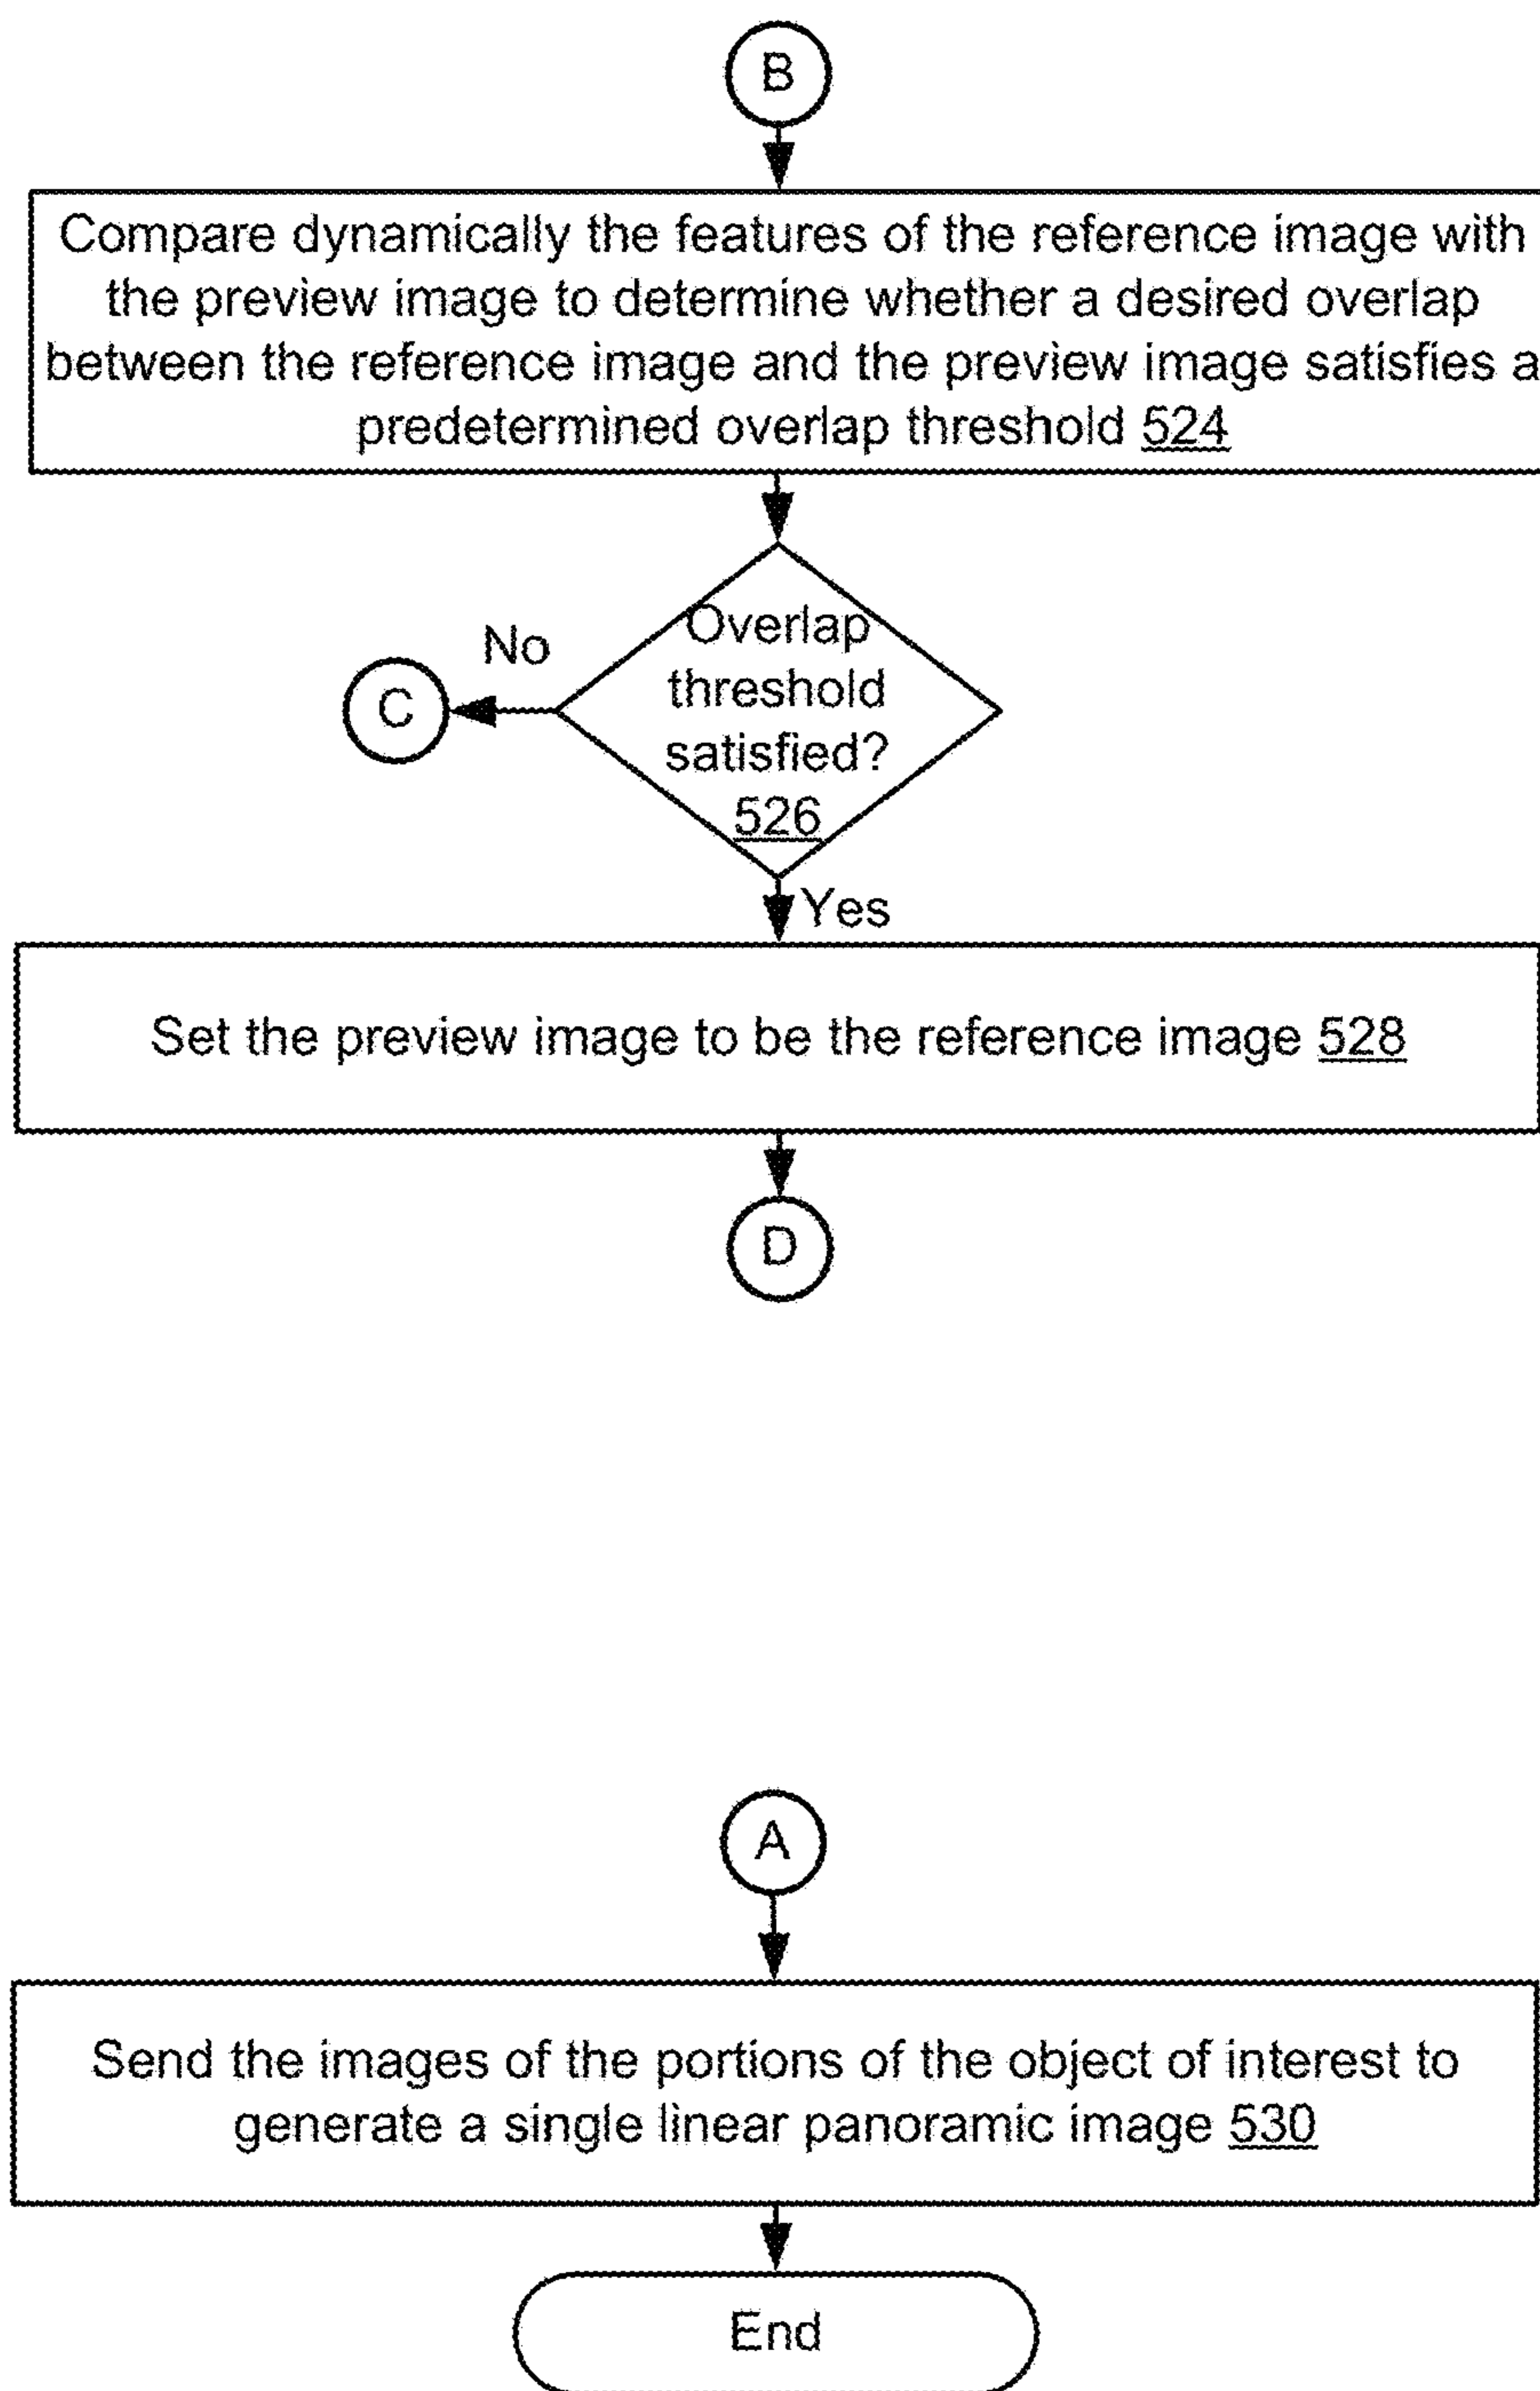 B
Compare dynamically the features of the reference image with
the preview image to determine whether a desired overlap
between the reference image and the preview image satisfies a
predetermined overlap threshold 524
Overlap
No
threshold
C
satisfied?
526
Yes
Set the preview image to be the reference image 528
D
A
Send the images of the portions of the object of interest to
generate a single linear panoramic image 530
End